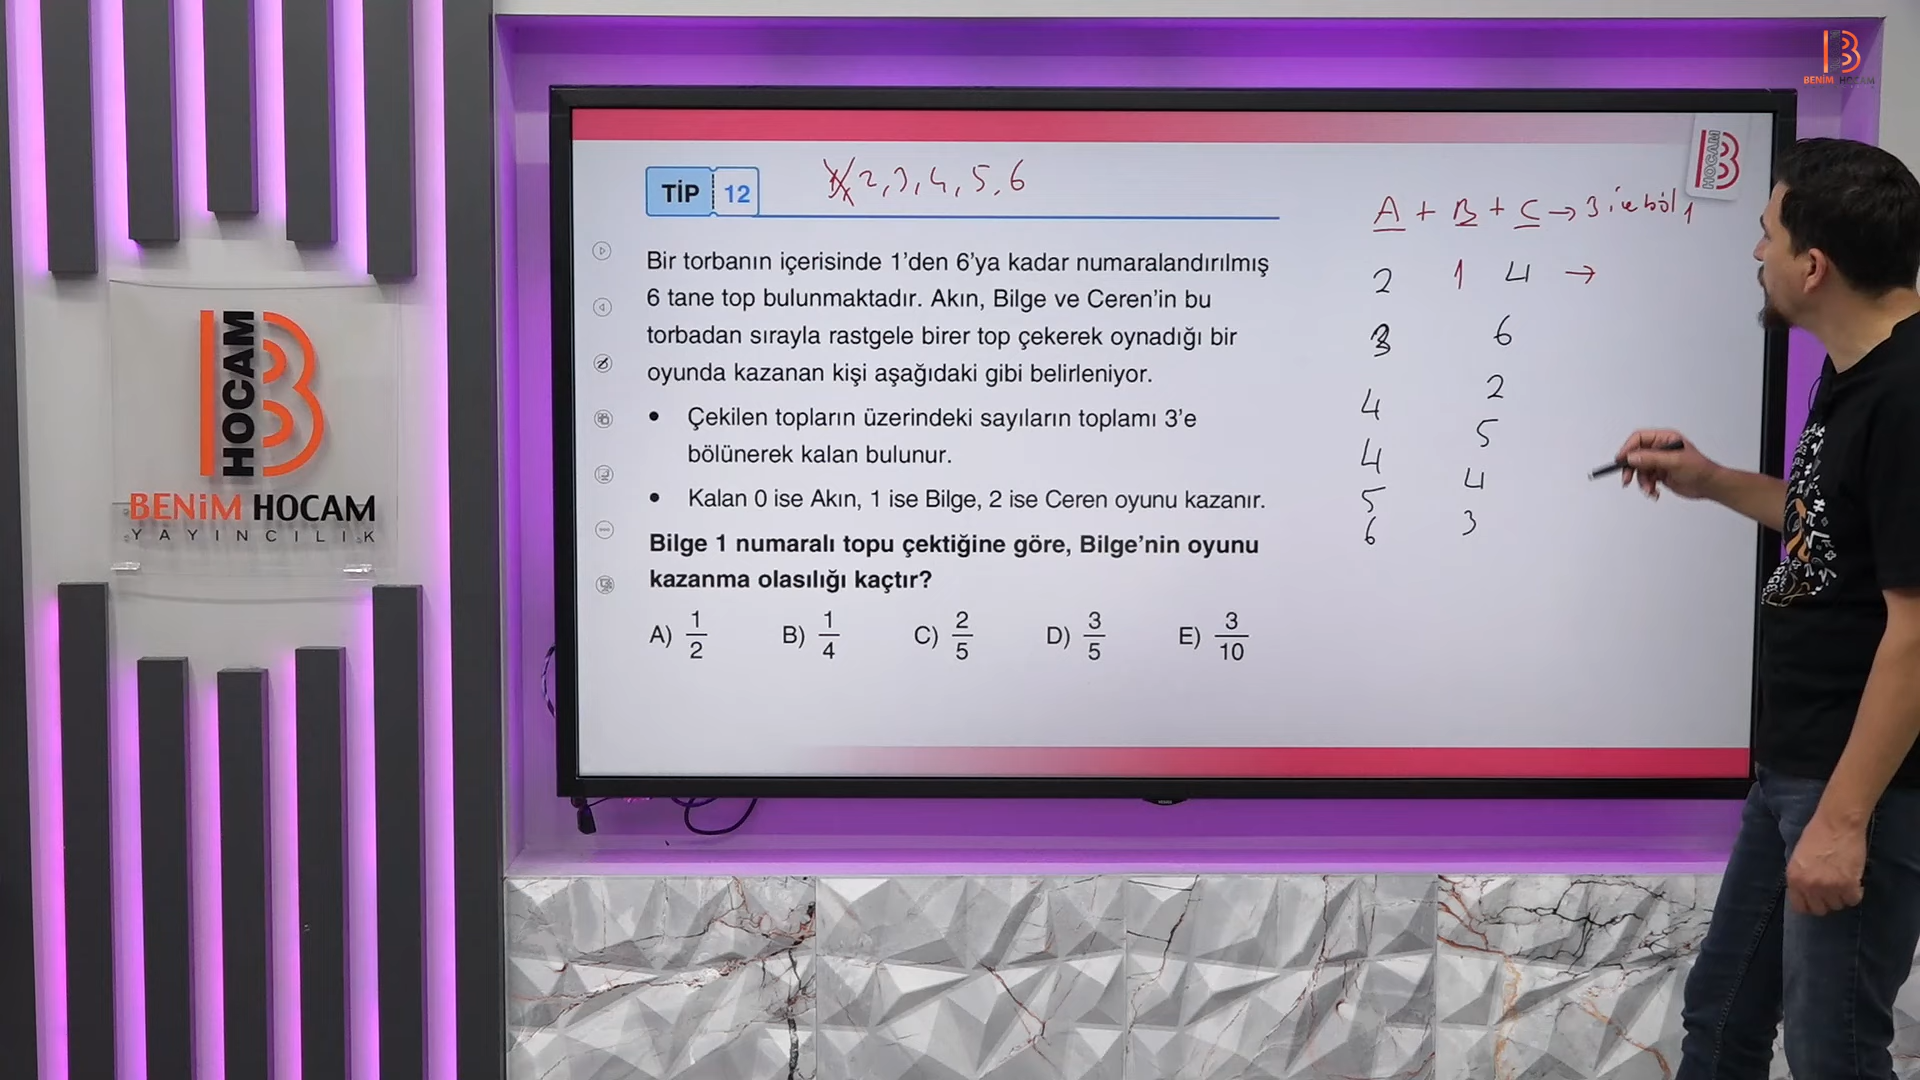 BENİM HOCAM
HOCAM
BENİM HOCAM
YAYINCILIK
HOCAM
TİP 12
1, 2, 3, 4, 5, 6
Bir torbanın içerisinde 1'den 6'ya kadar numaralandırılmış
6 tane top bulunmaktadır. Akın, Bilge ve Ceren'in bu
torbadan sırayla rastgele birer top çekerek oynadığı bir
oyunda kazanan kişi aşağıdaki gibi belirleniyor.
• Çekilen topların üzerindeki sayıların toplamı 3'e
bölünerek kalan bulunur.
• Kalan 0 ise Akın, 1 ise Bilge, 2 ise Ceren oyunu kazanır.
Bilge 1 numaralı topu çektiğine göre, Bilge'nin oyunu
kazanma olasılığı kaçtır?
A) 1/2 B) 1/4 C) 2/5 D) 3/5 E) 3/10
A + B + C → 3 ile böl 1
2 1 4 →
3 6
4 2
4 5
5 4
6 3